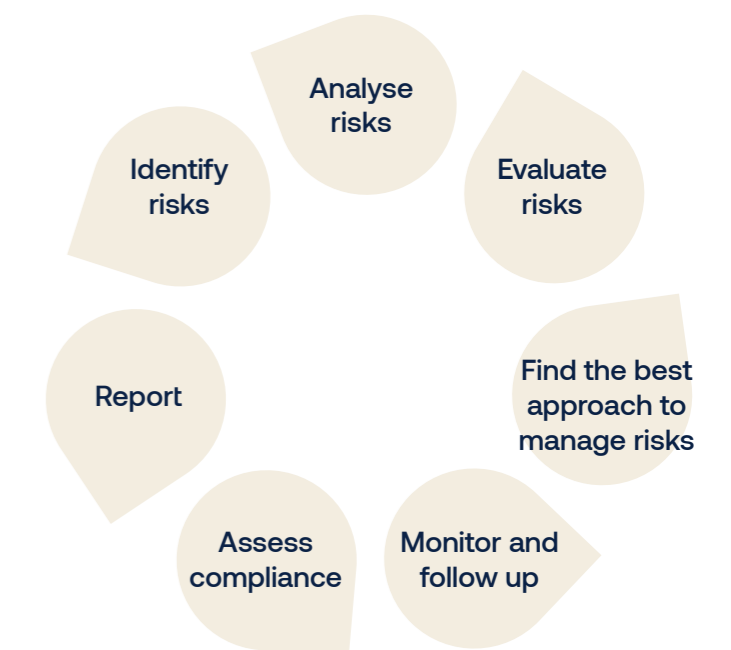 Analyse
risks
Identify
risks
Evaluate
risks
Find the best
approach to
manage risks
Report
Assess
compliance
Monitor and
follow up